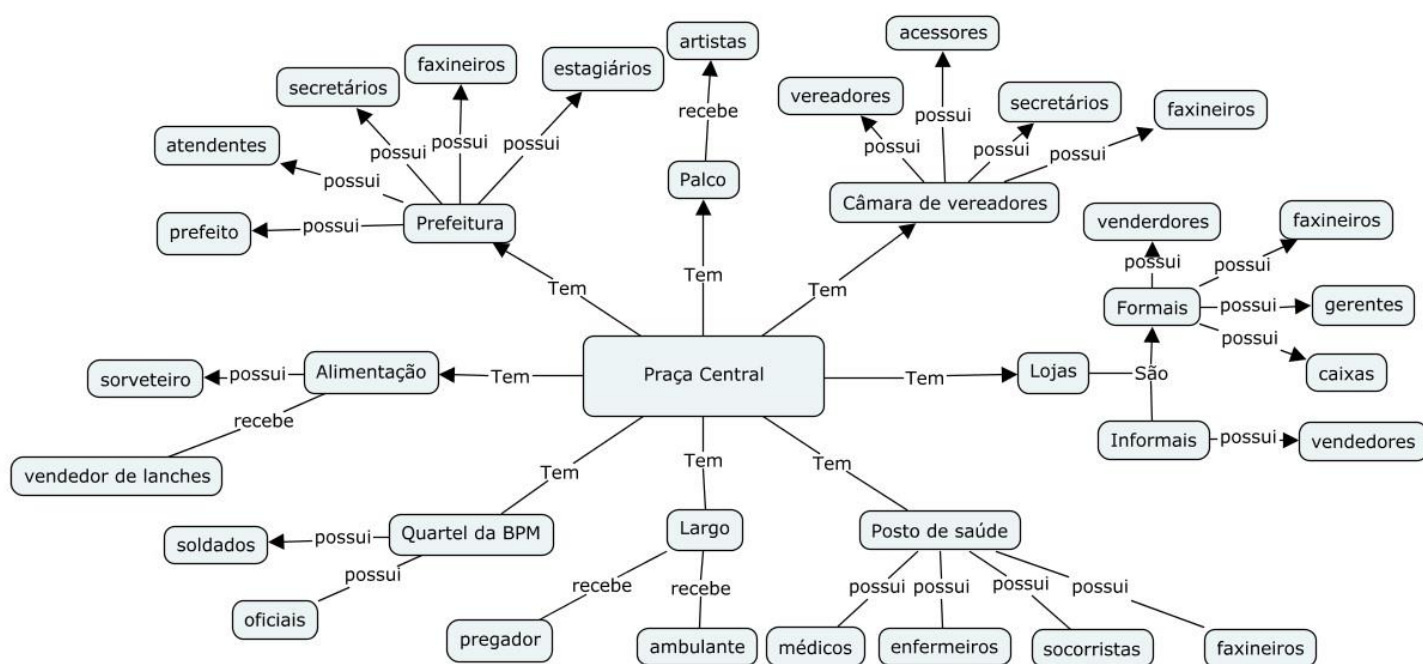 artistas
acessores
faxineiros
estagiários
secretários
vereadores
secretários
faxineiros
recebe
possui
possui
possui
possui
possui
possui
possui
atendentes
possui
Palco
Câmara de vereadores
prefeito
possui
Prefeitura
venderdores
faxineiros
possui
possui
Tem
Tem
Tem
Formais
possui
gerentes
possui
caixas
sorveteiro
possui
Alimentação
Tem
Praça Central
Tem
Lojas
São
recebe
Informais
possui
vendedores
vendedor de lanches
Tem
Tem
Tem
soldados
possui
Quartel da BPM
Largo
Posto de saúde
possui
oficiais
recebe
recebe
possui
possui
possui
possui
pregador
ambulante
médicos
enfermeiros
socorristas
faxineiros